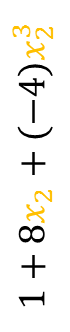 1 + 8x₂ + (−4)x₂³